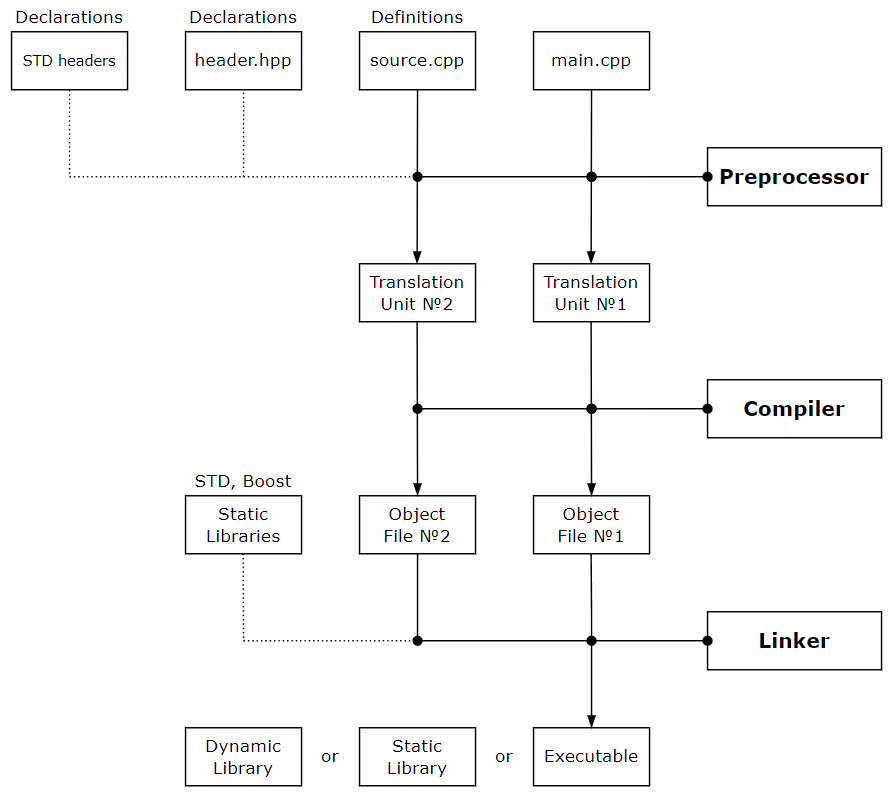 Declarations
Declarations
Definitions
STD headers
header.hpp
source.cpp
main.cpp
Preprocessor
Translation
Unit №2
Translation
Unit №1
Compiler
STD, Boost
Static
Libraries
Object
File №2
Object
File №1
Linker
Dynamic
Library
or
Static
Library
or
Executable